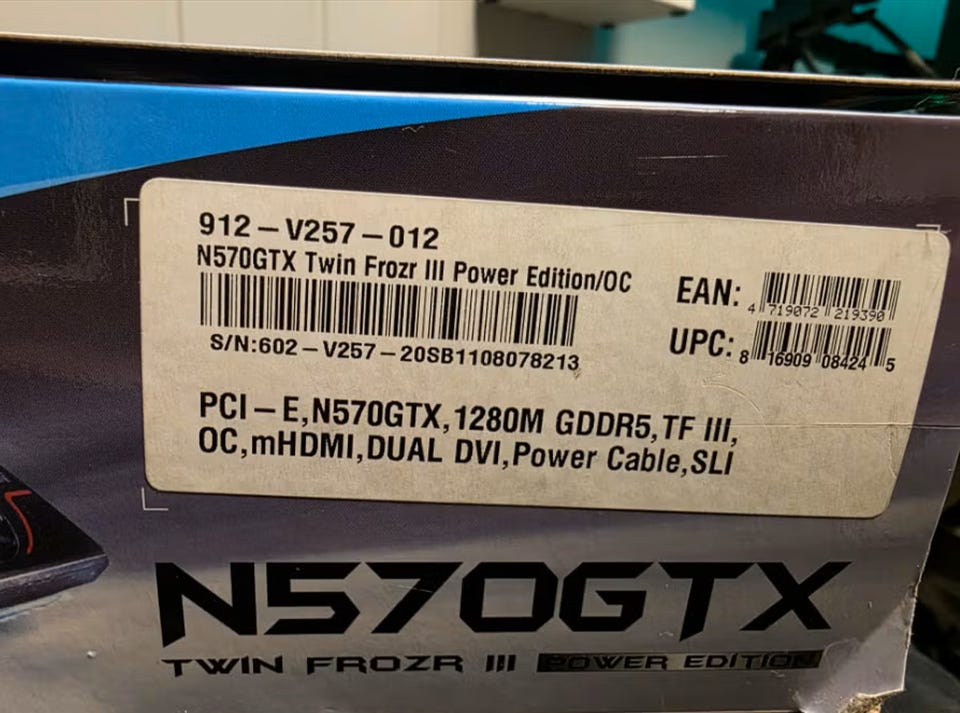 912-V257-012
N570GTX Twin Frozr III Power Edition/OC
S/N:602-V257-20SB1108078213
EAN:
4 719072 219390
UPC:
8 16909 08424 5
PCI-E,N570GTX,1280M GDDR5,TF III,
OC,mHDMI,DUAL DVI,Power Cable,SLI
N570GTX
TWIN FROZR III POWER EDITION